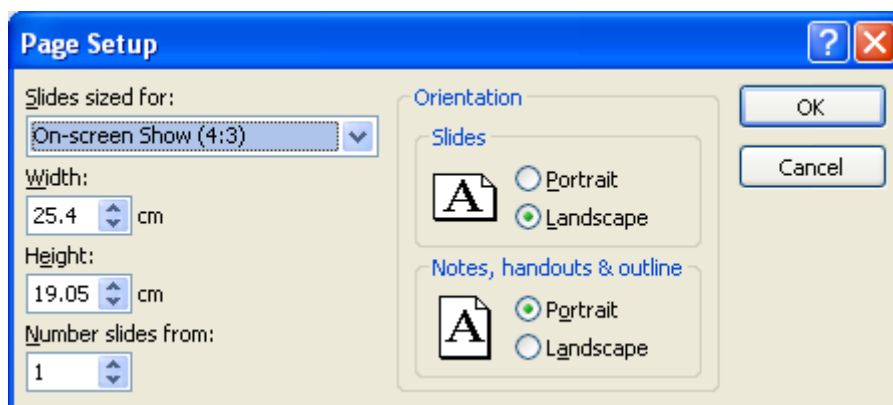 Page Setup
Slides sized for:
On-screen Show (4:3)
Width:
25.4 cm
Height:
19.05 cm
Number slides from:
1
Orientation
Slides
A
Portrait
Landscape
Notes, handouts & outline
A
Portrait
Landscape
OK
Cancel